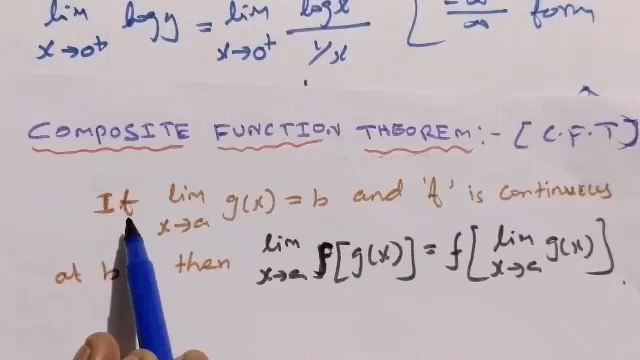 lim x→0+ log y = lim x→0+ log x / 1/x [ -∞/∞ form
COMPOSITE FUNCTION THEOREM:- [C.F.T]
If lim x→a g(x) = b and 'f' is continuous
at b then lim x→a f[g(x)] = f[lim x→a g(x)].